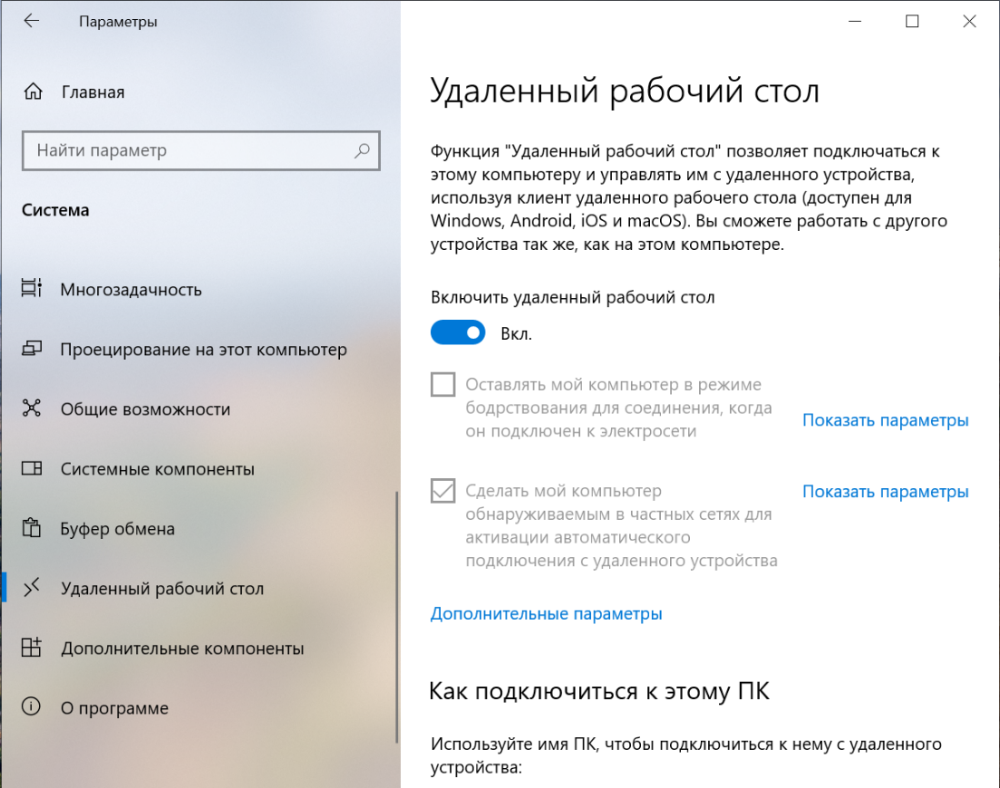 Параметры
Главная
Найти параметр
Система
Многозадачность
Проецирование на этот компьютер
Общие возможности
Системные компоненты
Буфер обмена
Удаленный рабочий стол
Дополнительные компоненты
О программе
Удаленный рабочий стол
Функция "Удаленный рабочий стол" позволяет подключаться к
этому компьютеру и управлять им с удаленного устройства,
используя клиент удаленного рабочего стола (доступен для
Windows, Android, iOS и macOS). Вы сможете работать с другого
устройства так же, как на этом компьютере.
Включить удаленный рабочий стол
Вкл.
Оставлять мой компьютер в режиме
бодрствования для соединения, когда
он подключен к электросети
Показать параметры
Сделать мой компьютер
обнаруживаемым в частных сетях для
активации автоматического
подключения с удаленного устройства
Показать параметры
Дополнительные параметры
Как подключиться к этому ПК
Используйте имя ПК, чтобы подключиться к нему с удаленного
устройства: